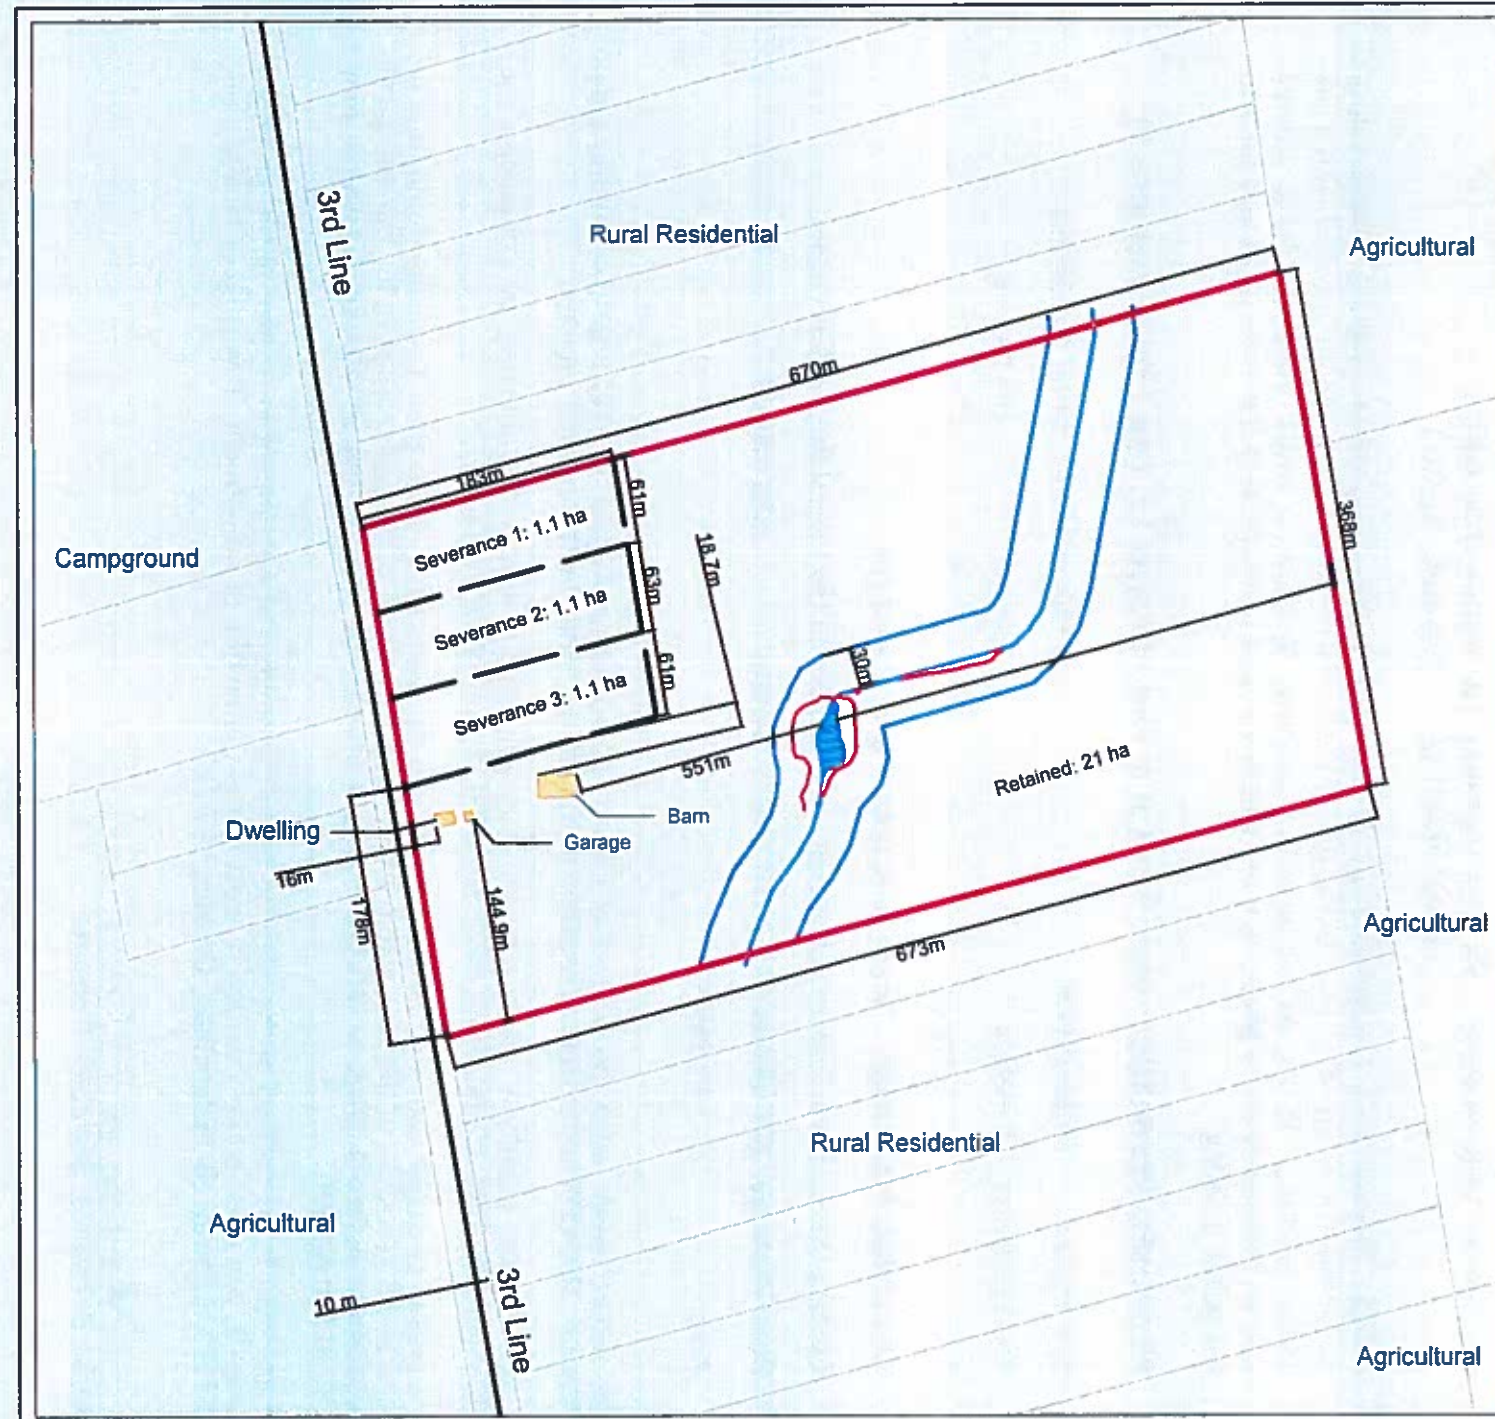 3rd Line
Rural Residential
Agricultural
670m
183m
61m
Severance 1: 1.1 ha
368m
18.7m
Campground
63m
Severance 2: 1.1 ha
30m
61m
Severance 3: 1.1 ha
551m
Retained: 21 ha
Barn
Dwelling
Garage
16m
178m
144.9m
673m
Agricultural
Rural Residential
Agricultural
10 m
3rd Line
Agricultural